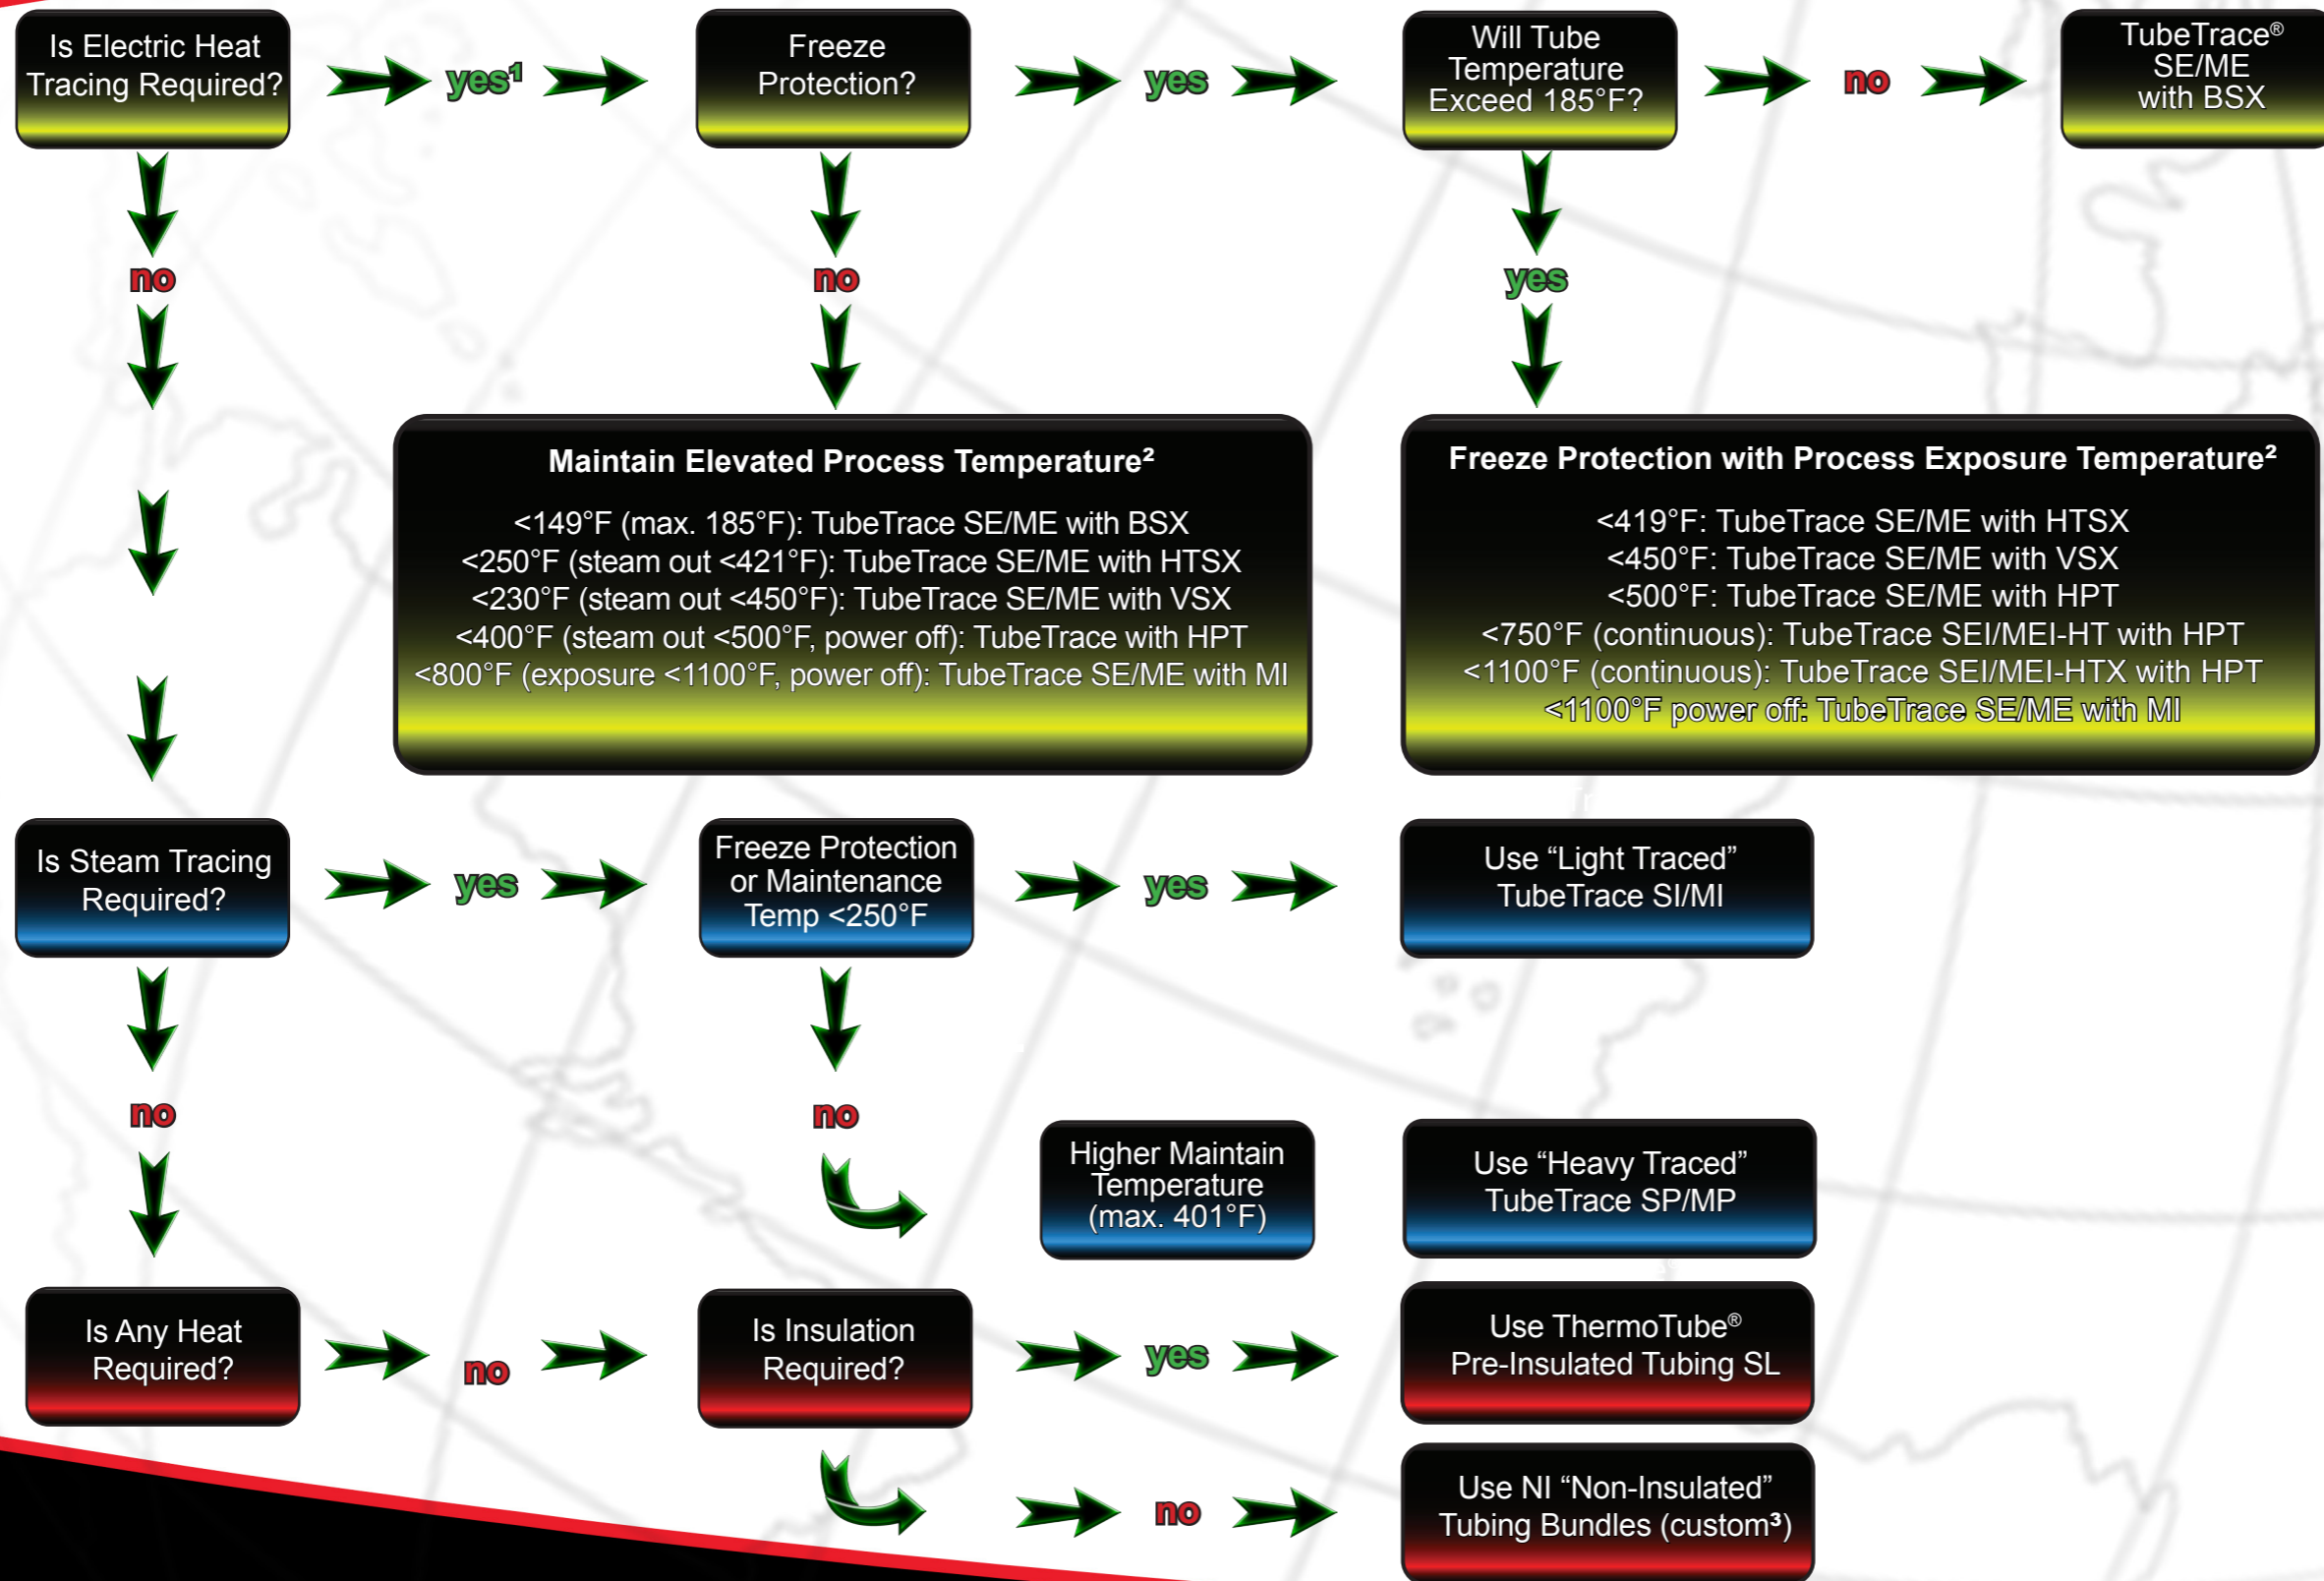 Is Electric Heat
Tracing Required?
yes¹
Freeze
Protection?
yes
Will Tube
Temperature
Exceed 185°F?
no
TubeTrace®
SE/ME
with BSX
no
no
yes
Maintain Elevated Process Temperature²
<149°F (max. 185°F): TubeTrace SE/ME with BSX
<250°F (steam out <421°F): TubeTrace SE/ME with HTSX
<230°F (steam out <450°F): TubeTrace SE/ME with VSX
<400°F (steam out <500°F, power off): TubeTrace with HPT
<800°F (exposure <1100°F, power off): TubeTrace SE/ME with MI
Freeze Protection with Process Exposure Temperature²
<419°F: TubeTrace SE/ME with HTSX
<450°F: TubeTrace SE/ME with VSX
<500°F: TubeTrace SE/ME with HPT
<750°F (continuous): TubeTrace SEI/MEI-HT with HPT
<1100°F (continuous): TubeTrace SEI/MEI-HTX with HPT
<1100°F power off: TubeTrace SE/ME with MI
Is Steam Tracing
Required?
yes
Freeze Protection
or Maintenance
Temp <250°F
yes
Use “Light Traced”
TubeTrace SI/MI
no
no
Higher Maintain
Temperature
(max. 401°F)
Use “Heavy Traced”
TubeTrace SP/MP
Is Any Heat
Required?
no
Is Insulation
Required?
yes
Use ThermoTube®
Pre-Insulated Tubing SL
no
Use NI “Non-Insulated”
Tubing Bundles (custom³)